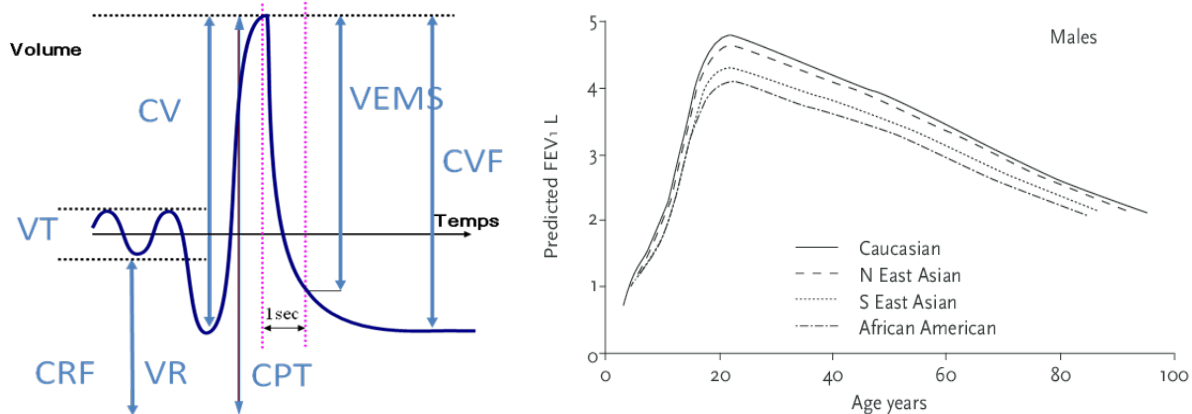 Volume
CV
VEMS
CVF
VT
Temps
1sec
CRF
VR
CPT
Males
Predicted FEV₁ L
5
4
3
2
1
0
Caucasian
N East Asian
S East Asian
African American
0 20 40 60 80 100
Age years